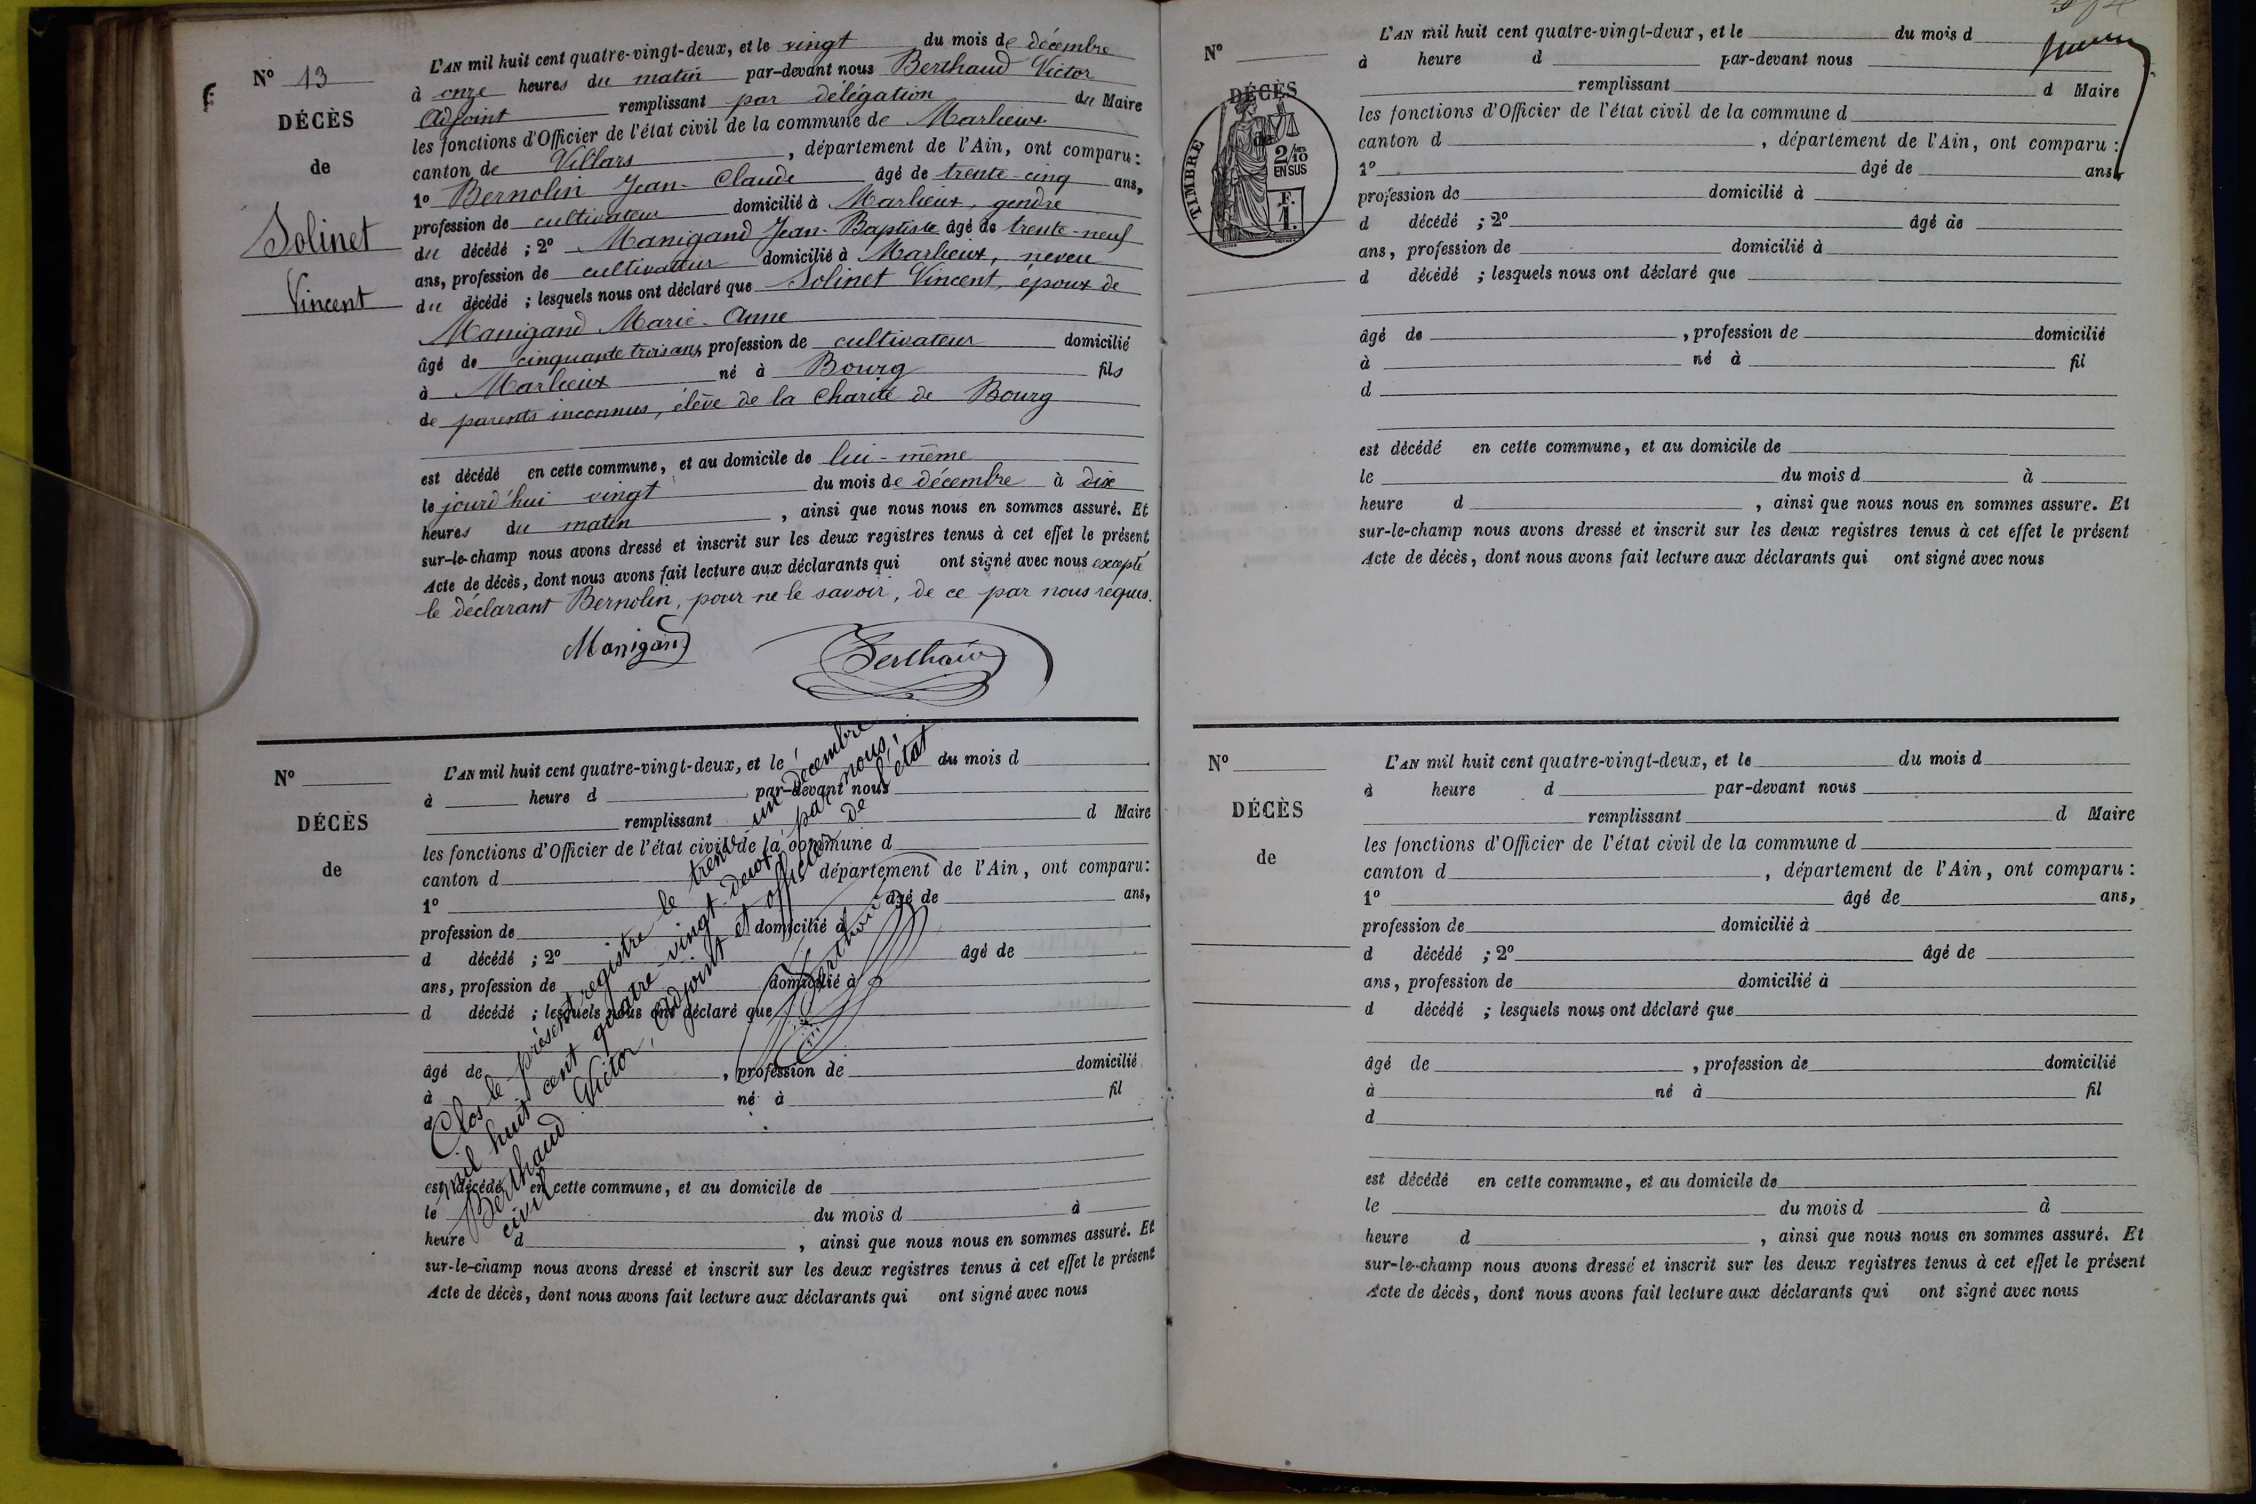 Nº 13
DÉCÈS
de
Solinet
Vincent
L'AN mil huit cent quatre-vingt-deux, et le vingt du mois de décembre
à onze heures du matin par-devant nous Berthaud Victor
Adjoint remplissant par délégation du Maire
les fonctions d'Officier de l'état civil de la commune de Marlieux
canton de Villars, département de l'Ain, ont comparu :
1º Bernolin Jean-Claude âgé de trente-cinq ans,
profession de cultivateur domicilié à Marlieux, gendre
du décédé ; 2º Manigand Jean-Baptiste âgé de trente-neuf
ans, profession de cultivateur domicilié à Marlieux, neveu
du décédé ; lesquels nous ont déclaré que Solinet Vincent, époux de
Manigand Marie-Anne
âgé de cinquante trois ans, profession de cultivateur domicilié
à Marlieux né à Bourg fils
de parents inconnus, élève de la Charité de Bourg
est décédé en cette commune, et au domicile de lui-même
le jourd'hui vingt du mois de décembre à dix
heures du matin, ainsi que nous nous en sommes assuré. Et
sur-le-champ nous avons dressé et inscrit sur les deux registres tenus à cet effet le présent
Acte de décès, dont nous avons fait lecture aux déclarants qui ont signé avec nous excepté
le déclarant Bernolin, pour ne le savoir, de ce par nous requis.
Manigand Berthaud
Nº
DÉCÈS
de
L'AN mil huit cent quatre-vingt-deux, et le du mois d
à heure d par-devant nous
remplissant d Maire
les fonctions d'Officier de l'état civil de la commune d
canton d , département de l'Ain, ont comparu :
1º âgé de ans,
profession de domicilié à
d décédé ; 2º âgé de
ans, profession de domicilié à
d décédé ; lesquels nous ont déclaré que
âgé de , profession de domicilié
à né à fil
d
est décédé en cette commune, et au domicile de
le du mois d à
heure d , ainsi que nous nous en sommes assuré. Et
sur-le-champ nous avons dressé et inscrit sur les deux registres tenus à cet effet le présent
Acte de décès, dont nous avons fait lecture aux déclarants qui ont signé avec nous
Clos le présent registre le trente un décembre
mil huit cent quatre-vingt-deux, par nous,
Berthaud Victor, Adjoint et officier de l'état
civil
Berthaud
Nº
DÉCÈS
de
TIMBRE
2/10
EN SUS
F.
1.
L'AN mil huit cent quatre-vingt-deux, et le du mois d
à heure d par-devant nous
remplissant d Maire
les fonctions d'Officier de l'état civil de la commune d
canton d , département de l'Ain, ont comparu :
1º âgé de ans,
profession de domicilié à
d décédé ; 2º âgé de
ans, profession de domicilié à
d décédé ; lesquels nous ont déclaré que
âgé de , profession de domicilié
à né à fil
d
est décédé en cette commune, et au domicile de
le du mois d à
heure d , ainsi que nous nous en sommes assure. Et
sur-le-champ nous avons dressé et inscrit sur les deux registres tenus à cet effet le présent
Acte de décès, dont nous avons fait lecture aux déclarants qui ont signé avec nous
Nº
DÉCÈS
de
L'AN mil huit cent quatre-vingt-deux, et le du mois d
à heure d par-devant nous
remplissant d Maire
les fonctions d'Officier de l'état civil de la commune d
canton d , département de l'Ain, ont comparu :
1º âgé de ans,
profession de domicilié à
d décédé ; 2º âgé de
ans, profession de domicilié à
d décédé ; lesquels nous ont déclaré que
âgé de , profession de domicilié
à né à fil
d
est décédé en cette commune, et au domicile de
le du mois d à
heure d , ainsi que nous nous en sommes assuré. Et
sur-le-champ nous avons dressé et inscrit sur les deux registres tenus à cet effet le présent
Acte de décès, dont nous avons fait lecture aux déclarants qui ont signé avec nous